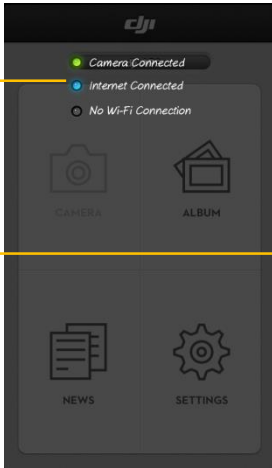 dji
Camera Connected
Internet Connected
No Wi-Fi Connection
CAMERA ALBUM
NEWS SETTINGS